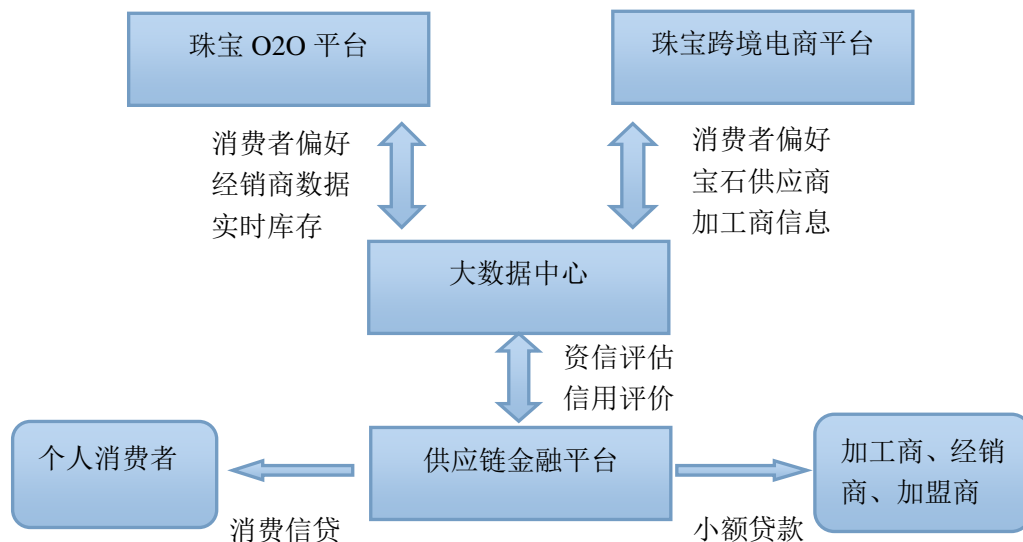 珠宝 O2O 平台
珠宝跨境电商平台
消费者偏好
经销商数据
实时库存
消费者偏好
宝石供应商
加工商信息
大数据中心
资信评估
信用评价
个人消费者
供应链金融平台
加工商、经销
商、加盟商
消费信贷
小额贷款